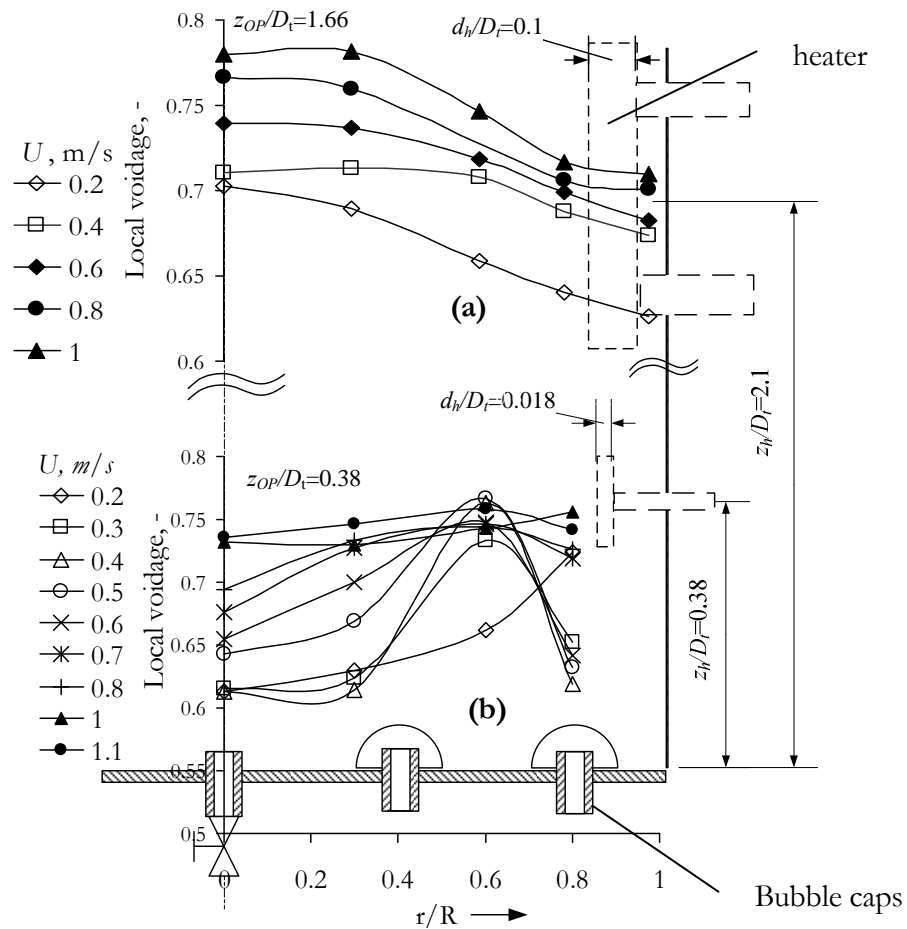 z_OP/D_t=1.66
d_h/D_t=0.1
heater
0.8
0.75
0.7
0.65
0.6
Local voidage, -
U , m/s
0.2
0.4
0.6
0.8
1
(a)
z_h/D_t=2.1
d_h/D_t=0.018
U, m/s
0.2
0.3
0.4
0.5
0.6
0.7
0.8
1
1.1
z_OP/D_t=0.38
0.8
0.75
0.7
0.65
0.6
0.55
0.5
Local voidage, -
(b)
z_h/D_t=0.38
0
0.2
0.4
0.6
0.8
1
r/R
Bubble caps